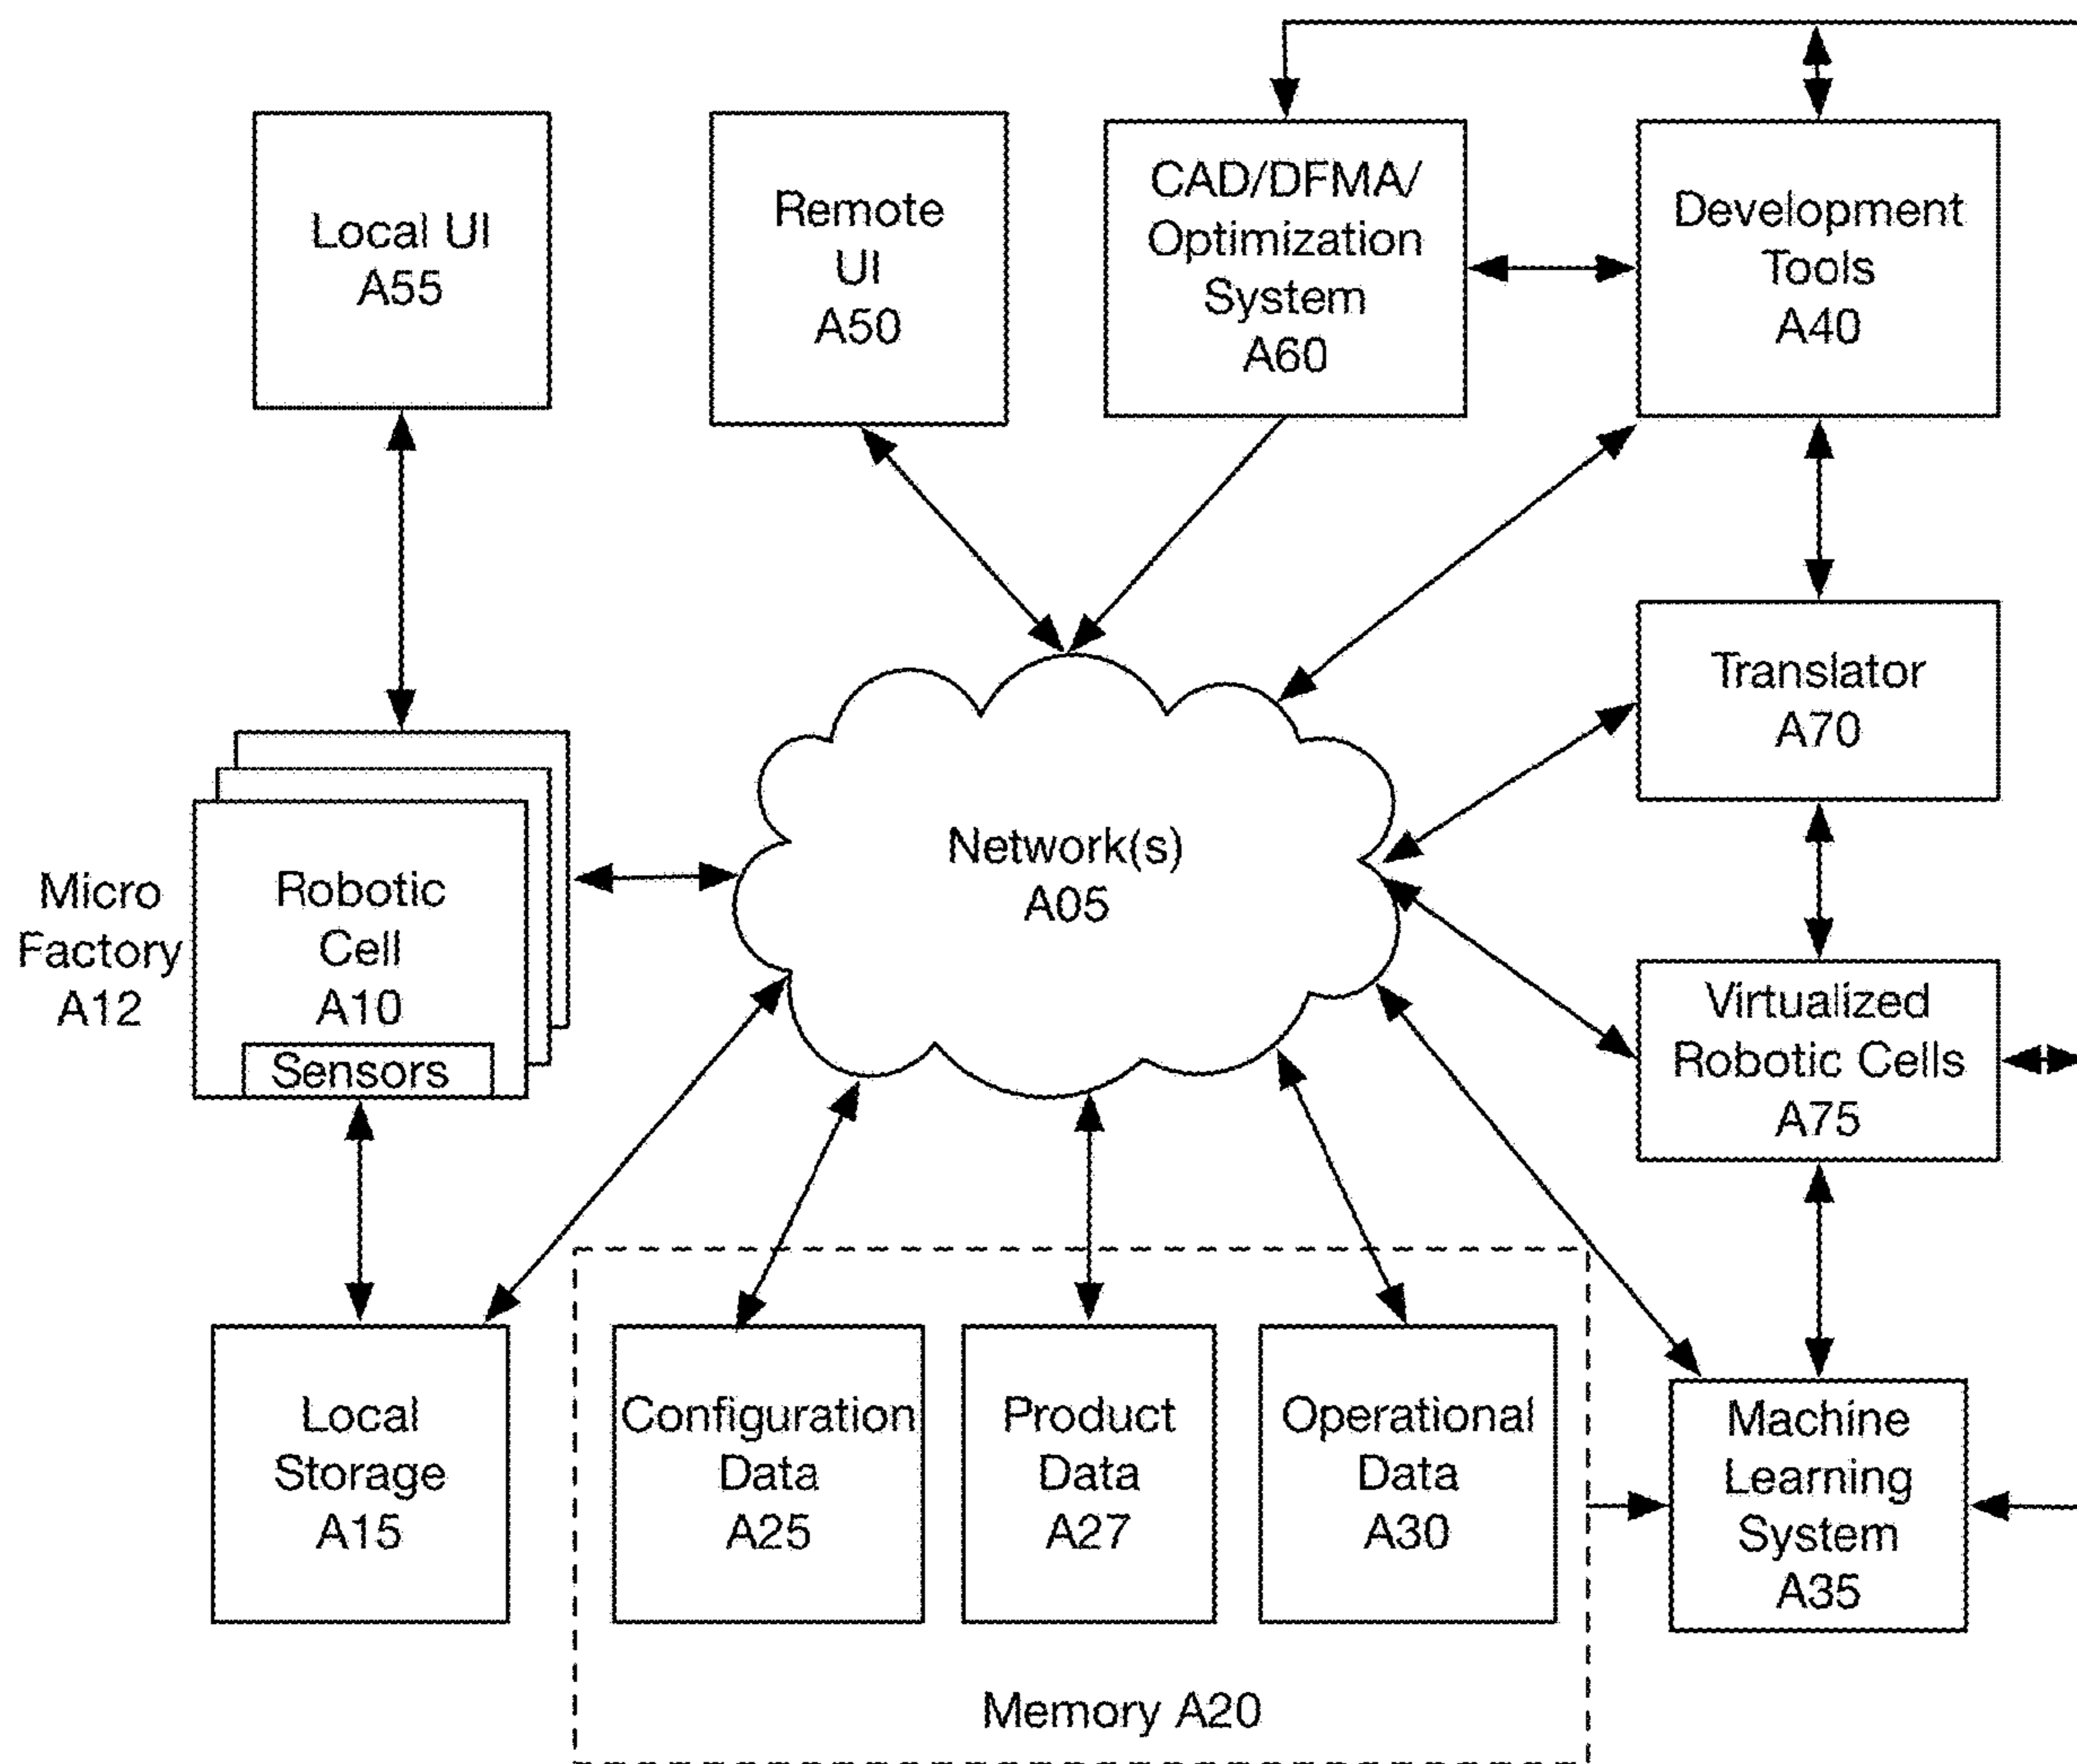 Local UI
A55
Remote
UI
A50
CAD/DFMA/
Optimization
System
A60
Development
Tools
A40
Translator
A70
Network(s)
A05
Micro
Factory
A12
Robotic
Cell
A10
Sensors
Virtualized
Robotic Cells
A75
Local
Storage
A15
Configuration
Data
A25
Product
Data
A27
Operational
Data
A30
Machine
Learning
System
A35
Memory A20